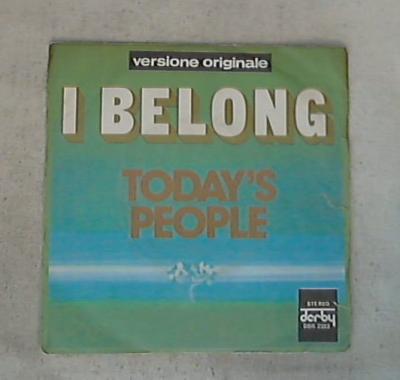 versione originale
I BELONG
TODAY'S
PEOPLE
STEREO
derby